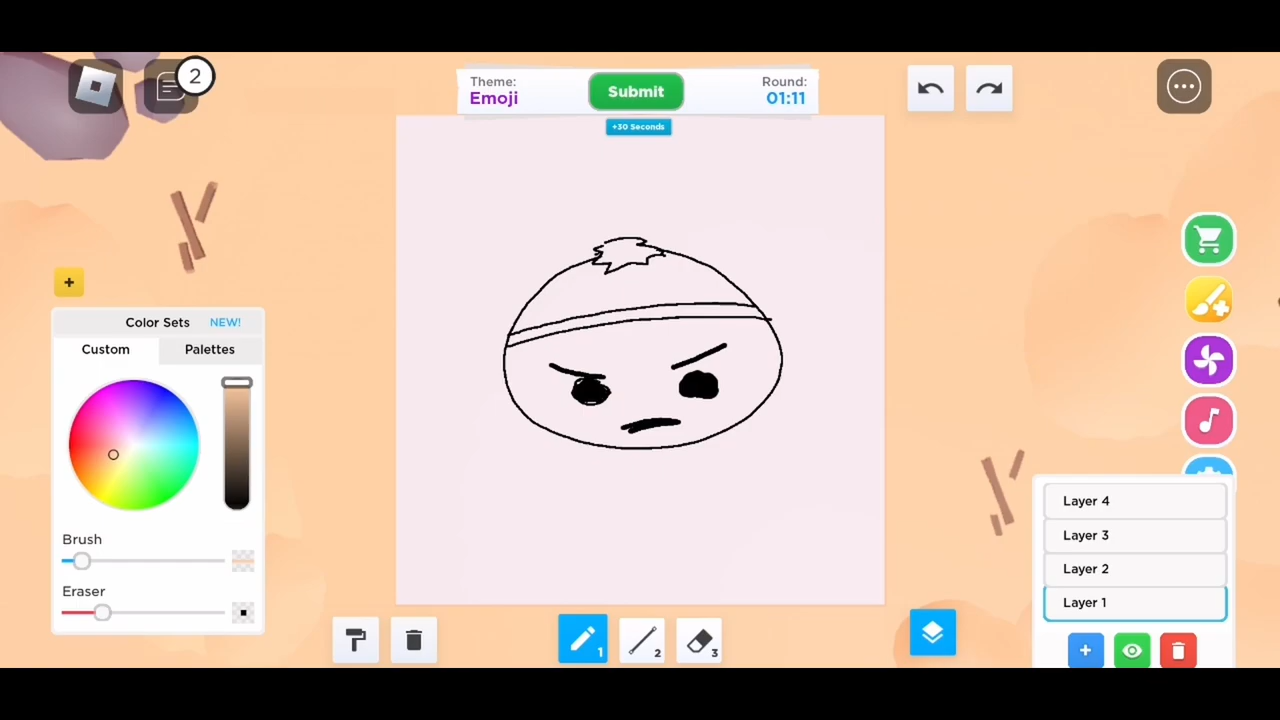 2
Theme:
Emoji
Submit
Round:
01:11
+30 Seconds
+
Color Sets NEW!
Custom Palettes
Brush
Eraser
1
2
3
Layer 4
Layer 3
Layer 2
Layer 1
+